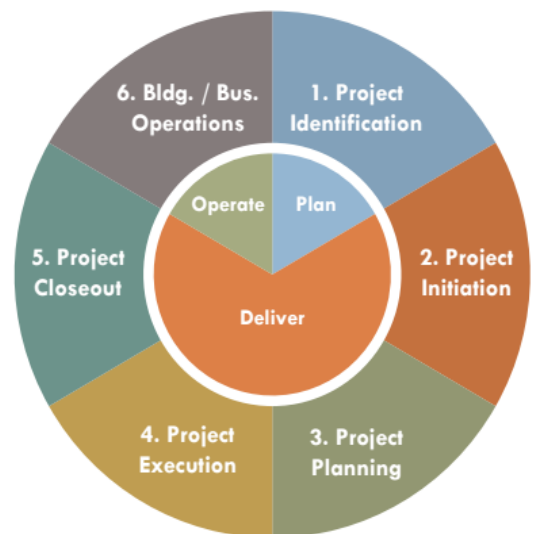 6. Bldg. / Bus.
Operations
1. Project
Identification
Operate
Plan
5. Project
Closeout
2. Project
Initiation
Deliver
4. Project
Execution
3. Project
Planning